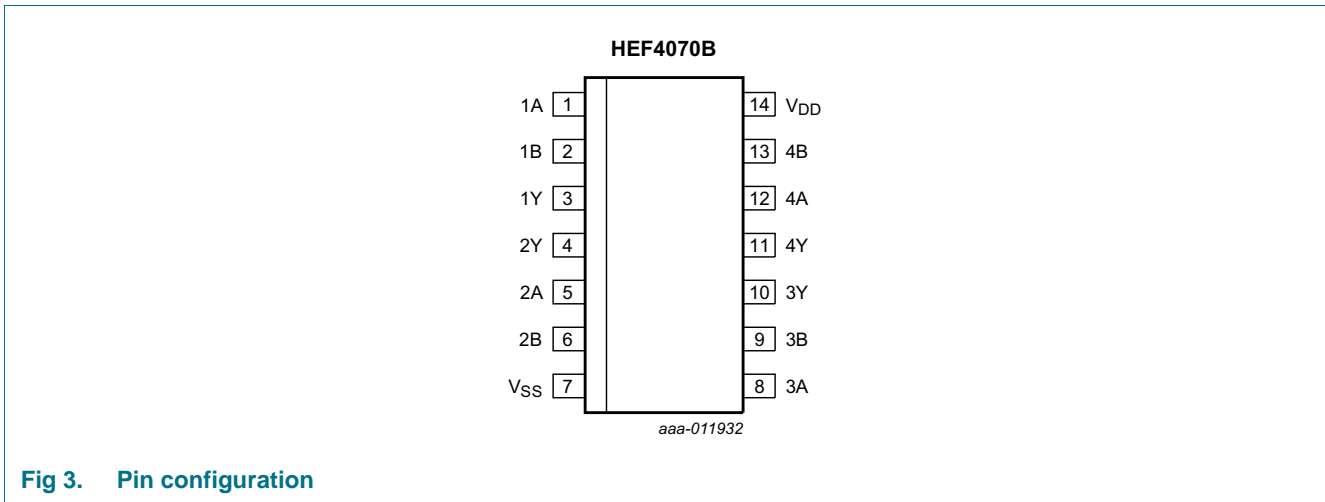 HEF4070B
1A 1 14 VDD
1B 2 13 4B
1Y 3 12 4A
2Y 4 11 4Y
2A 5 10 3Y
2B 6 9 3B
VSS 7 8 3A
aaa-011932
Fig 3. Pin configuration